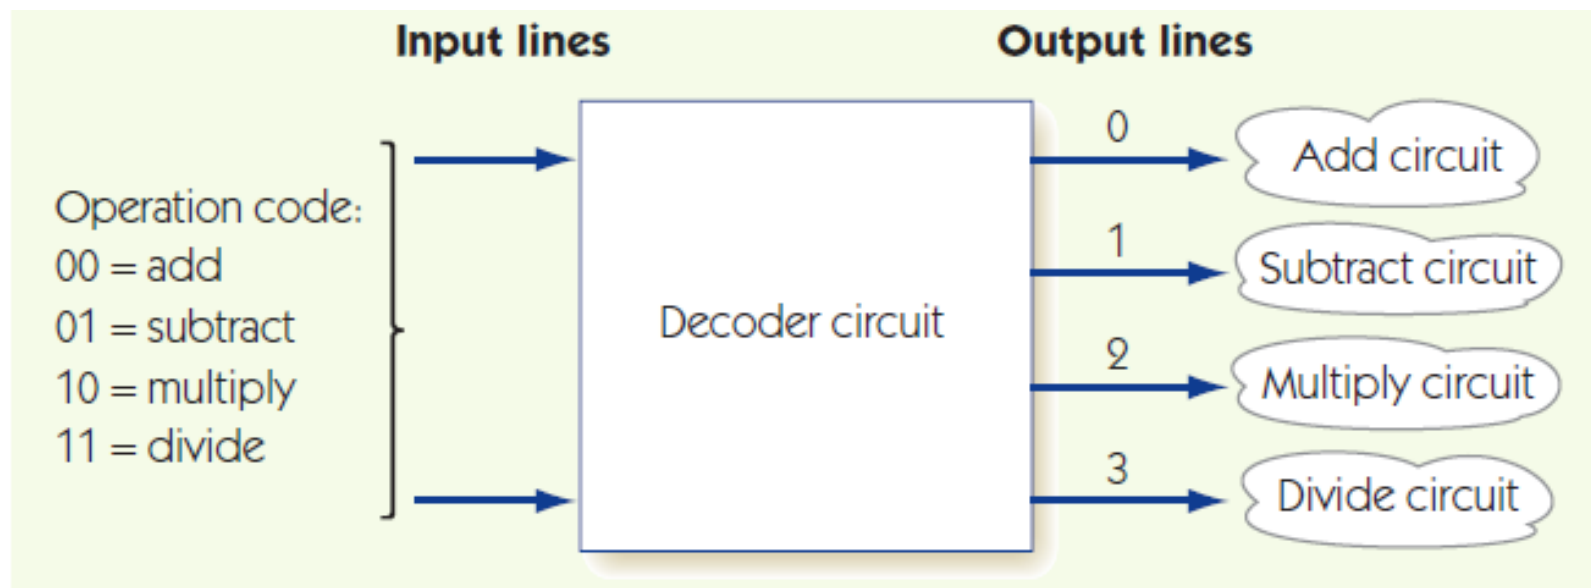 Input lines
Output lines
Operation code:
00 = add
01 = subtract
10 = multiply
11 = divide
Decoder circuit
0
Add circuit
1
Subtract circuit
2
Multiply circuit
3
Divide circuit